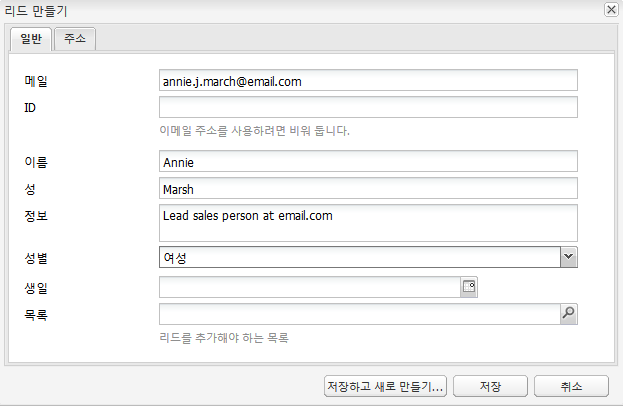 리드 만들기
일반 주소
메일 annie.j.march@email.com
ID
이메일 주소를 사용하려면 비워 둡니다.
이름 Annie
성 Marsh
정보 Lead sales person at email.com
성별 여성
생일
목록
리드를 추가해야 하는 목록
저장하고 새로 만들기... 저장 취소